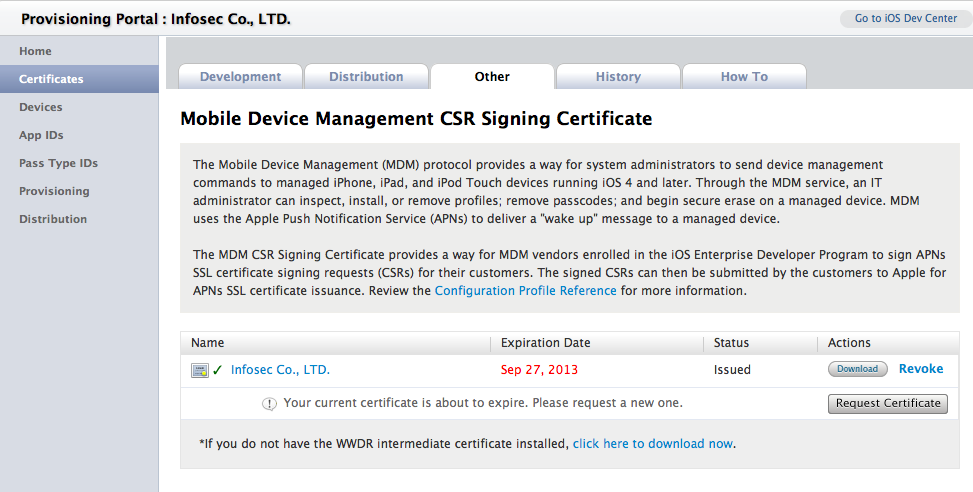 Provisioning Portal : Infosec Co., LTD.
Go to iOS Dev Center
Home
Certificates
Devices
App IDs
Pass Type IDs
Provisioning
Distribution
Development
Distribution
Other
History
How To
Mobile Device Management CSR Signing Certificate
The Mobile Device Management (MDM) protocol provides a way for system administrators to send device management
commands to managed iPhone, iPad, and iPod Touch devices running iOS 4 and later. Through the MDM service, an IT
administrator can inspect, install, or remove profiles; remove passcodes; and begin secure erase on a managed device. MDM
uses the Apple Push Notification Service (APNs) to deliver a "wake up" message to a managed device.
The MDM CSR Signing Certificate provides a way for MDM vendors enrolled in the iOS Enterprise Developer Program to sign APNs
SSL certificate signing requests (CSRs) for their customers. The signed CSRs can then be submitted by the customers to Apple for
APNs SSL certificate issuance. Review the Configuration Profile Reference for more information.
Name Expiration Date Status Actions
Infosec Co., LTD. Sep 27, 2013 Issued Download Revoke
Your current certificate is about to expire. Please request a new one. Request Certificate
*If you do not have the WWDR intermediate certificate installed, click here to download now.